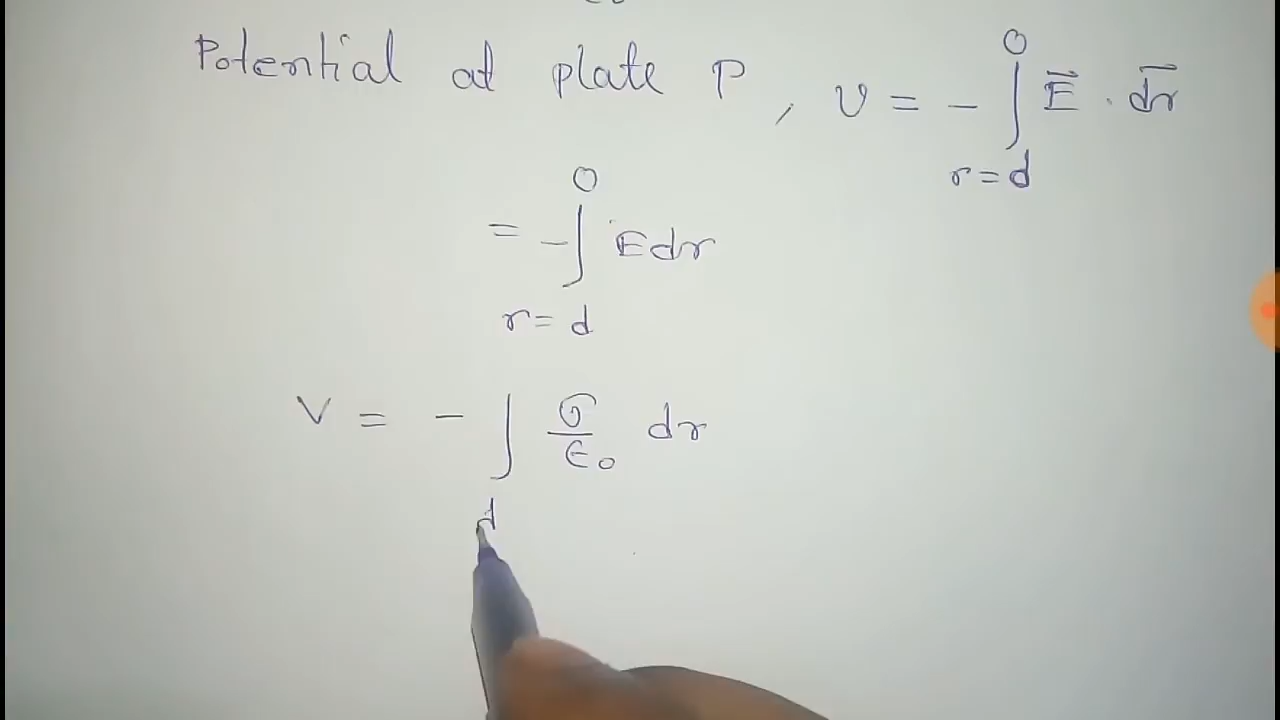 Potential at plate P, V = - ∫ E⃗ . dr⃗
0
r = d
= - ∫ E dr
0
r = d
V = - ∫ σ/ε₀ dr
d